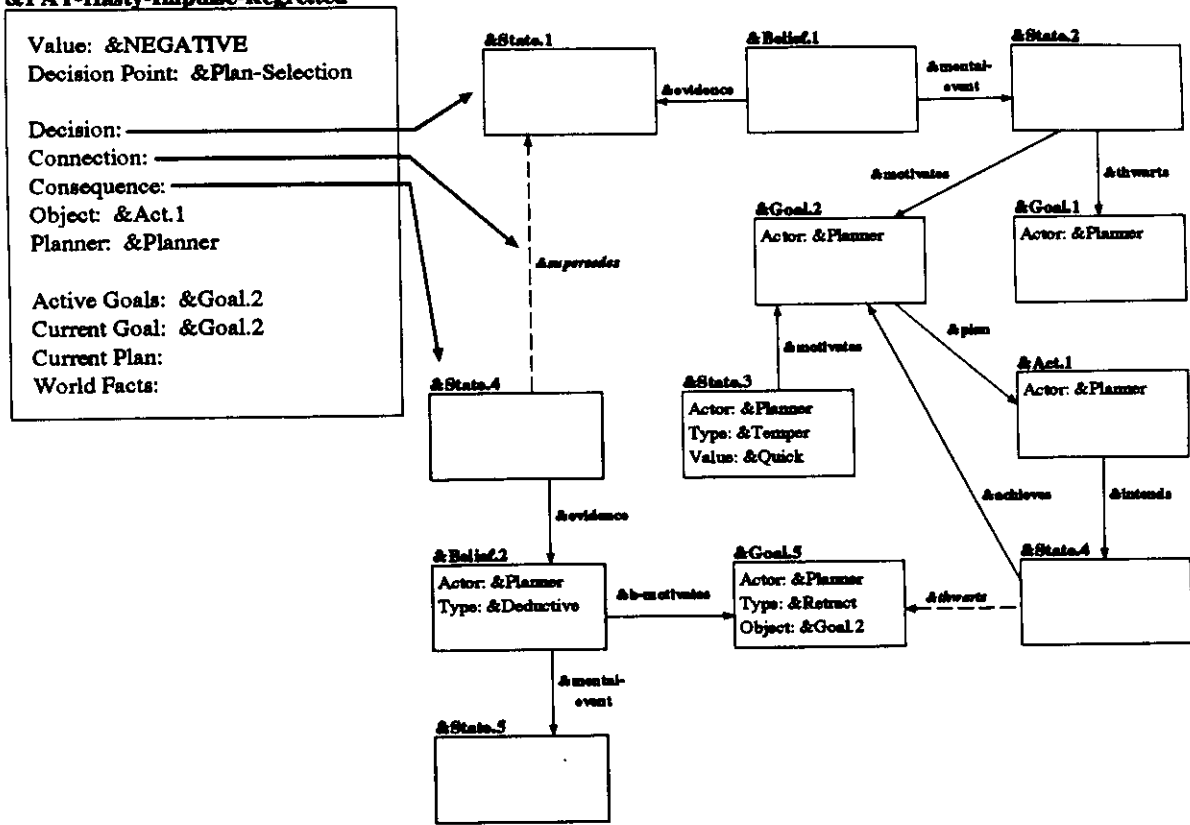 &PAT-Hasty-Impulse-Regretted
Value: &NEGATIVE
Decision Point: &Plan-Selection
Decision:
Connection:
Consequence:
Object: &Act.1
Planner: &Planner
Active Goals: &Goal.2
Current Goal: &Goal.2
Current Plan:
World Facts:
&State.1
&Belief.1
&State.2
&evidence
&mental-
event
&motivates
&thwarts
&Goal.2
Actor: &Planner
&Goal.1
Actor: &Planner
&supersedes
&plan
&motivates
&State.4
&State.3
Actor: &Planner
Type: &Temper
Value: &Quick
&Act.1
Actor: &Planner
&evidence
&achieves
&intends
&Belief.2
Actor: &Planner
Type: &Deductive
&b-motivates
&Goal.5
Actor: &Planner
Type: &Retract
Object: &Goal.2
&thwarts
&State.4
&mental-
event
&State.5